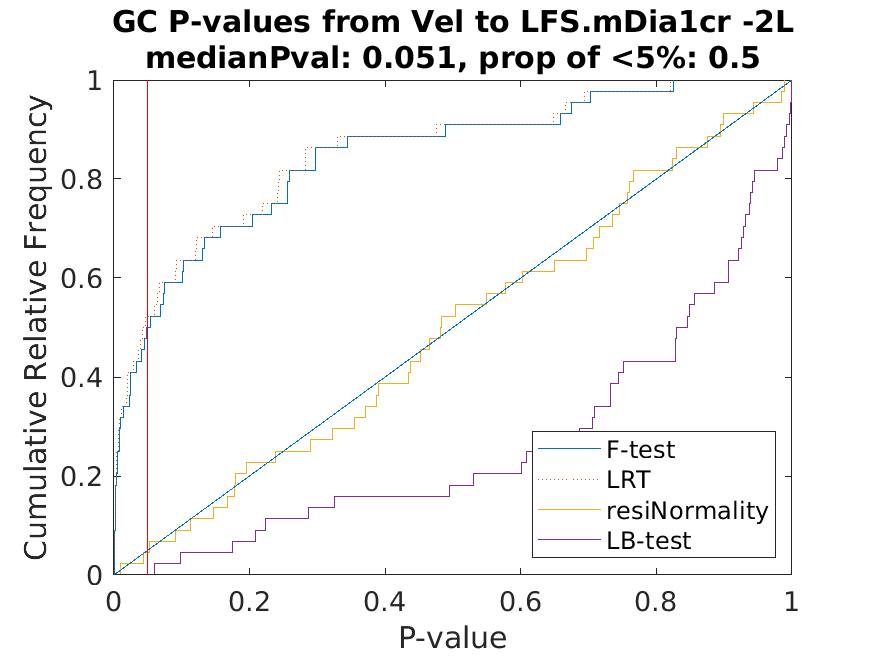 GC P-values from Vel to LFS.mDia1cr -2L
medianPval: 0.051, prop of <5%: 0.5
1
0.8
0.6
0.4
0.2
0
Cumulative Relative Frequency
F-test
LRT
resiNormality
LB-test
0 0.2 0.4 0.6 0.8 1
P-value